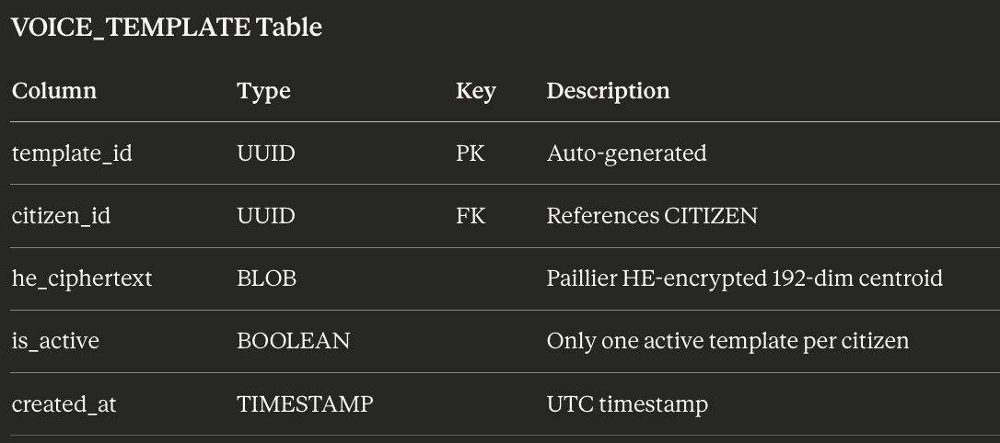 VOICE_TEMPLATE Table
Column Type Key Description
template_id UUID PK Auto-generated
citizen_id UUID FK References CITIZEN
he_ciphertext BLOB Paillier HE-encrypted 192-dim centroid
is_active BOOLEAN Only one active template per citizen
created_at TIMESTAMP UTC timestamp